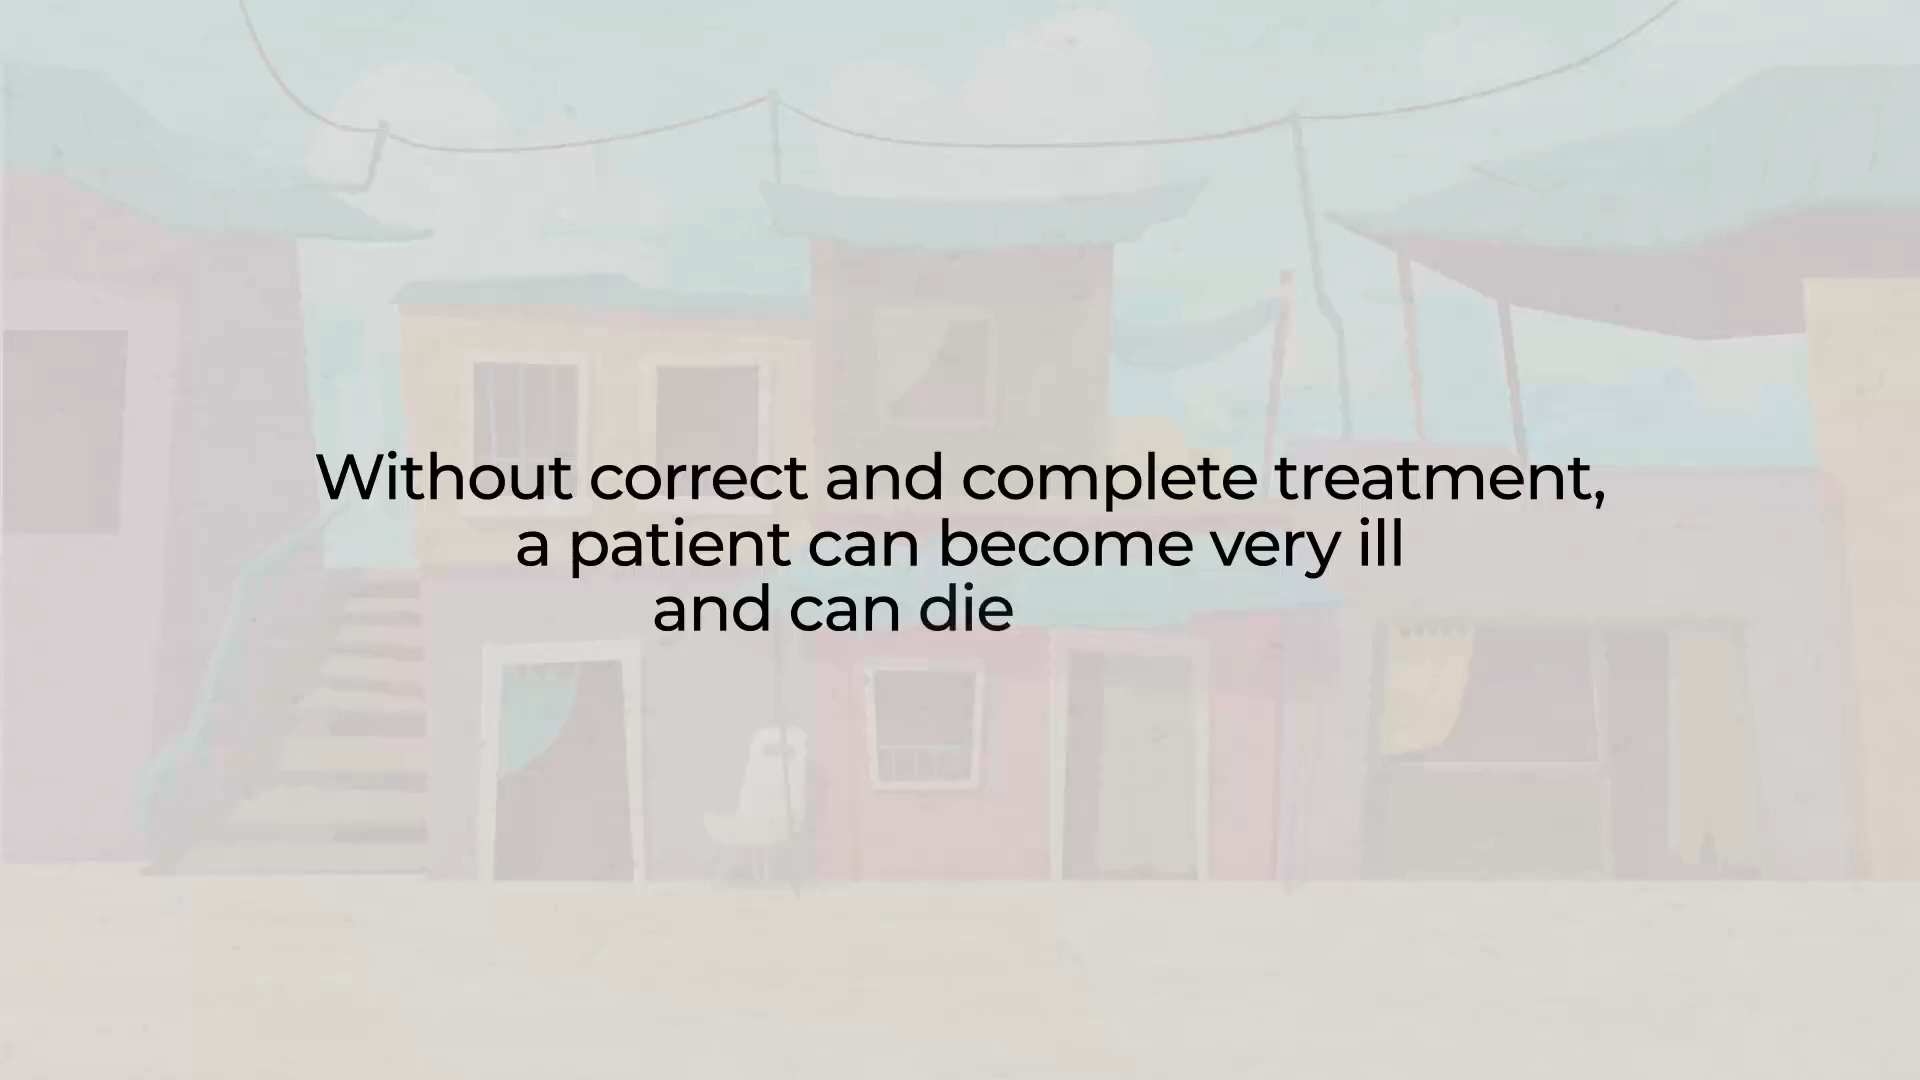 Without correct and complete treatment,
a patient can become very ill
and can die